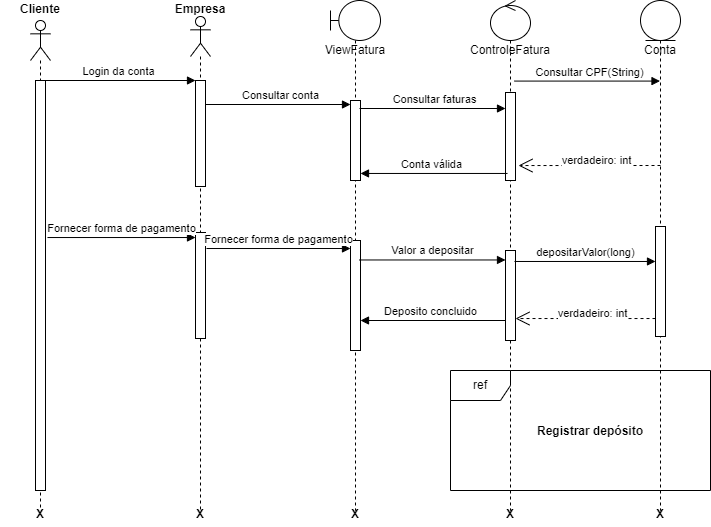 Cliente
Empresa
ViewFatura
ControleFatura
Conta
Login da conta
Consultar CPF(String)
Consultar conta
Consultar faturas
Conta válida
verdadeiro: int
Fornecer forma de pagamento
Fornecer forma de pagamento
Valor a depositar
depositarValor(long)
Deposito concluido
verdadeiro: int
ref
Registrar depósito
X X X X X